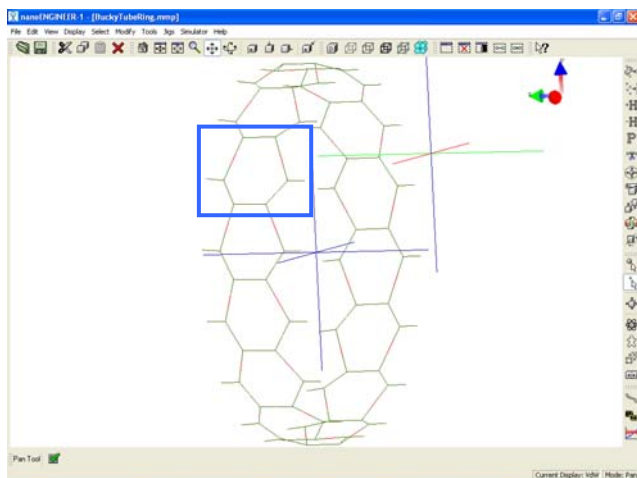 nanoENGINEER-1 - [BuckyTubeRing.mmp]
File Edit View Display Select Modify Tools Jigs Simulator Help
?
H
H
P
Pan Tool
Current Display: VdW Mode: Pan